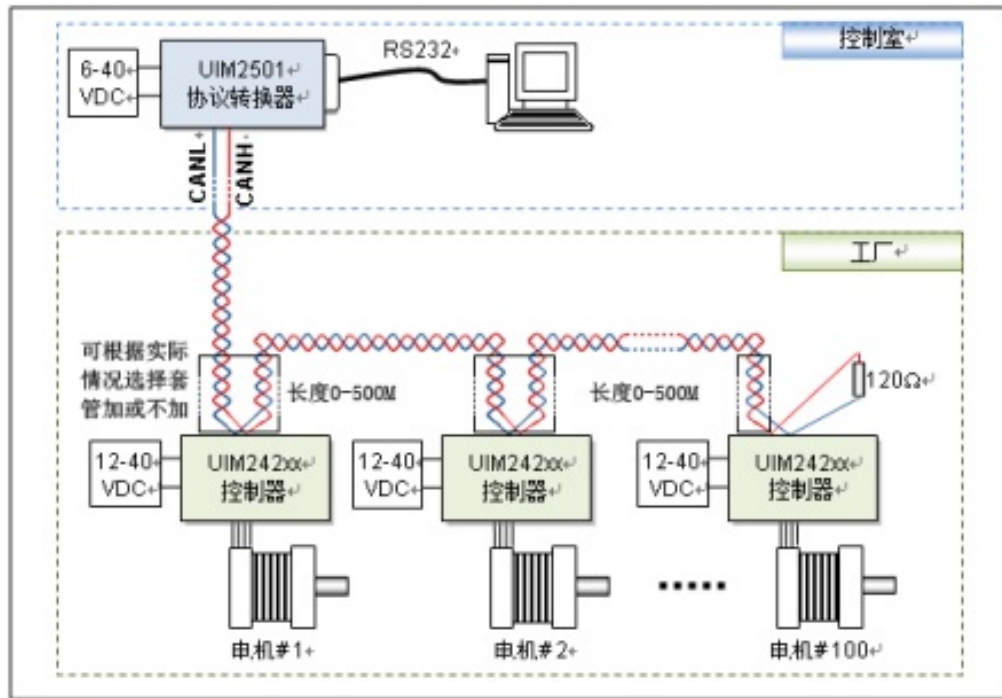 控制室
RS232
6-40
VDC
UIM2501
协议转换器
CANL
CANH
工厂
可根据实际
情况选择套
管加或不加
长度0-500M
长度0-500M
120Ω
12-40
VDC
UIM242xx
控制器
12-40
VDC
UIM242xx
控制器
12-40
VDC
UIM242xx
控制器
电机#1
电机#2
电机#100